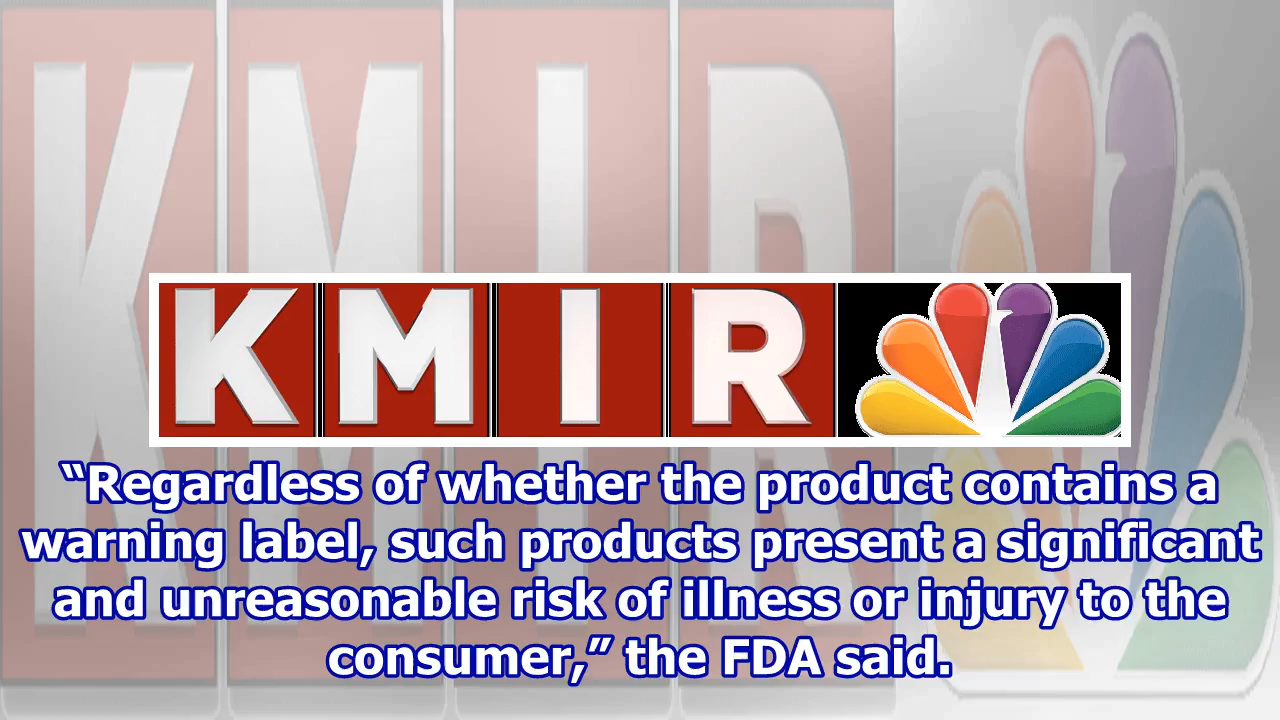 KMIR
KMIR
“Regardless of whether the product contains a
warning label, such products present a significant
and unreasonable risk of illness or injury to the
consumer,” the FDA said.